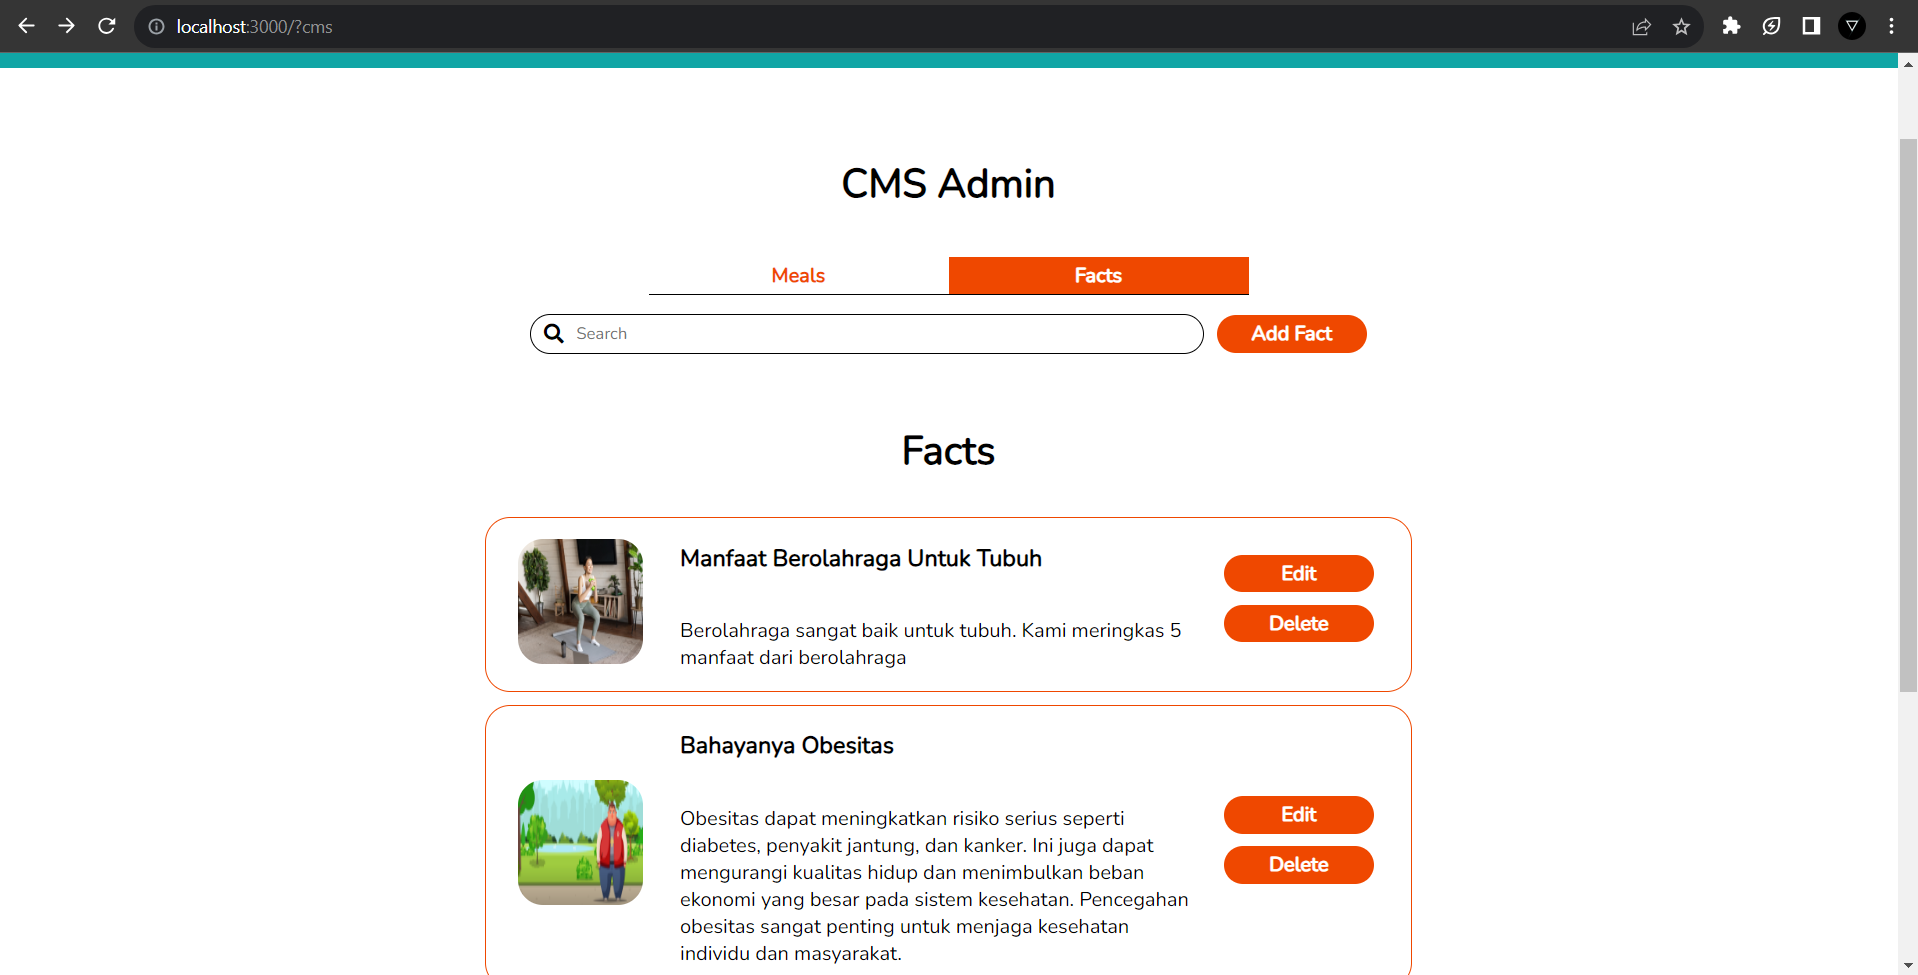 localhost:3000/?cms
CMS Admin
Meals
Facts
Search
Add Fact
Facts
Manfaat Berolahraga Untuk Tubuh
Berolahraga sangat baik untuk tubuh. Kami meringkas 5
manfaat dari berolahraga
Edit
Delete
Bahayanya Obesitas
Obesitas dapat meningkatkan risiko serius seperti
diabetes, penyakit jantung, dan kanker. Ini juga dapat
mengurangi kualitas hidup dan menimbulkan beban
ekonomi yang besar pada sistem kesehatan. Pencegahan
obesitas sangat penting untuk menjaga kesehatan
individu dan masyarakat.
Edit
Delete